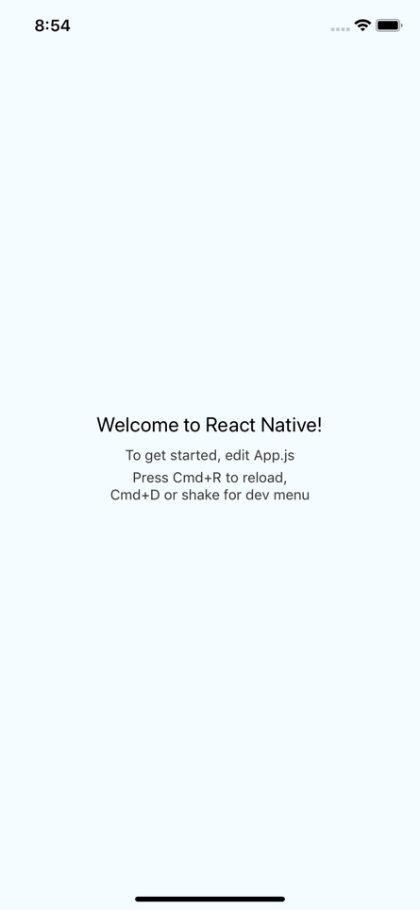 8:54
Welcome to React Native!
To get started, edit App.js
Press Cmd+R to reload,
Cmd+D or shake for dev menu